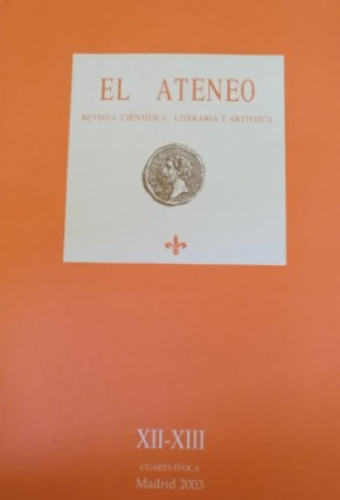 EL ATENEO
REVISTA CIENTÍFICA, LITERARIA Y ARTÍSTICA
XII-XIII
CUARTA ÉPOCA
Madrid 2003